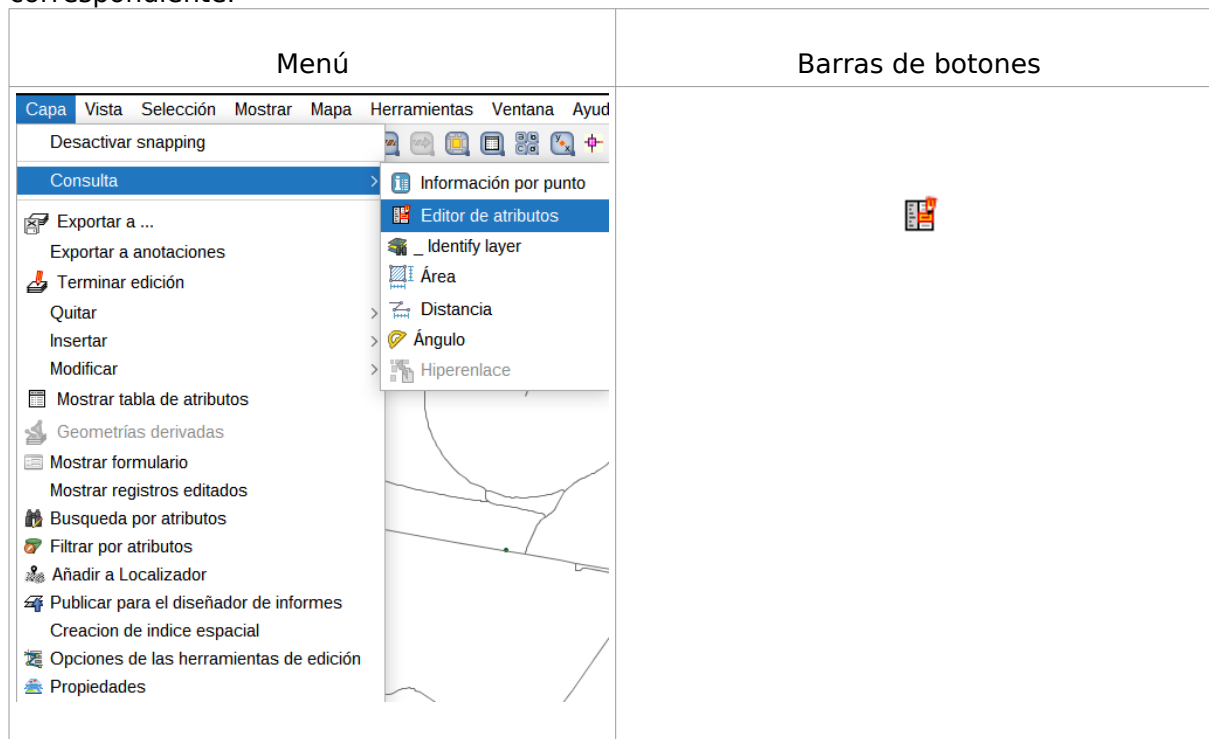 correspondiente.
Menú
Barras de botones
Capa Vista Selección Mostrar Mapa Herramientas Ventana Ayud
Desactivar snapping
Consulta
Información por punto
Editor de atributos
_ Identify layer
Área
Distancia
Ángulo
Hiperenlace
Exportar a ...
Exportar a anotaciones
Terminar edición
Quitar
Insertar
Modificar
Mostrar tabla de atributos
Geometrías derivadas
Mostrar formulario
Mostrar registros editados
Busqueda por atributos
Filtrar por atributos
Añadir a Localizador
Publicar para el diseñador de informes
Creacion de indice espacial
Opciones de las herramientas de edición
Propiedades